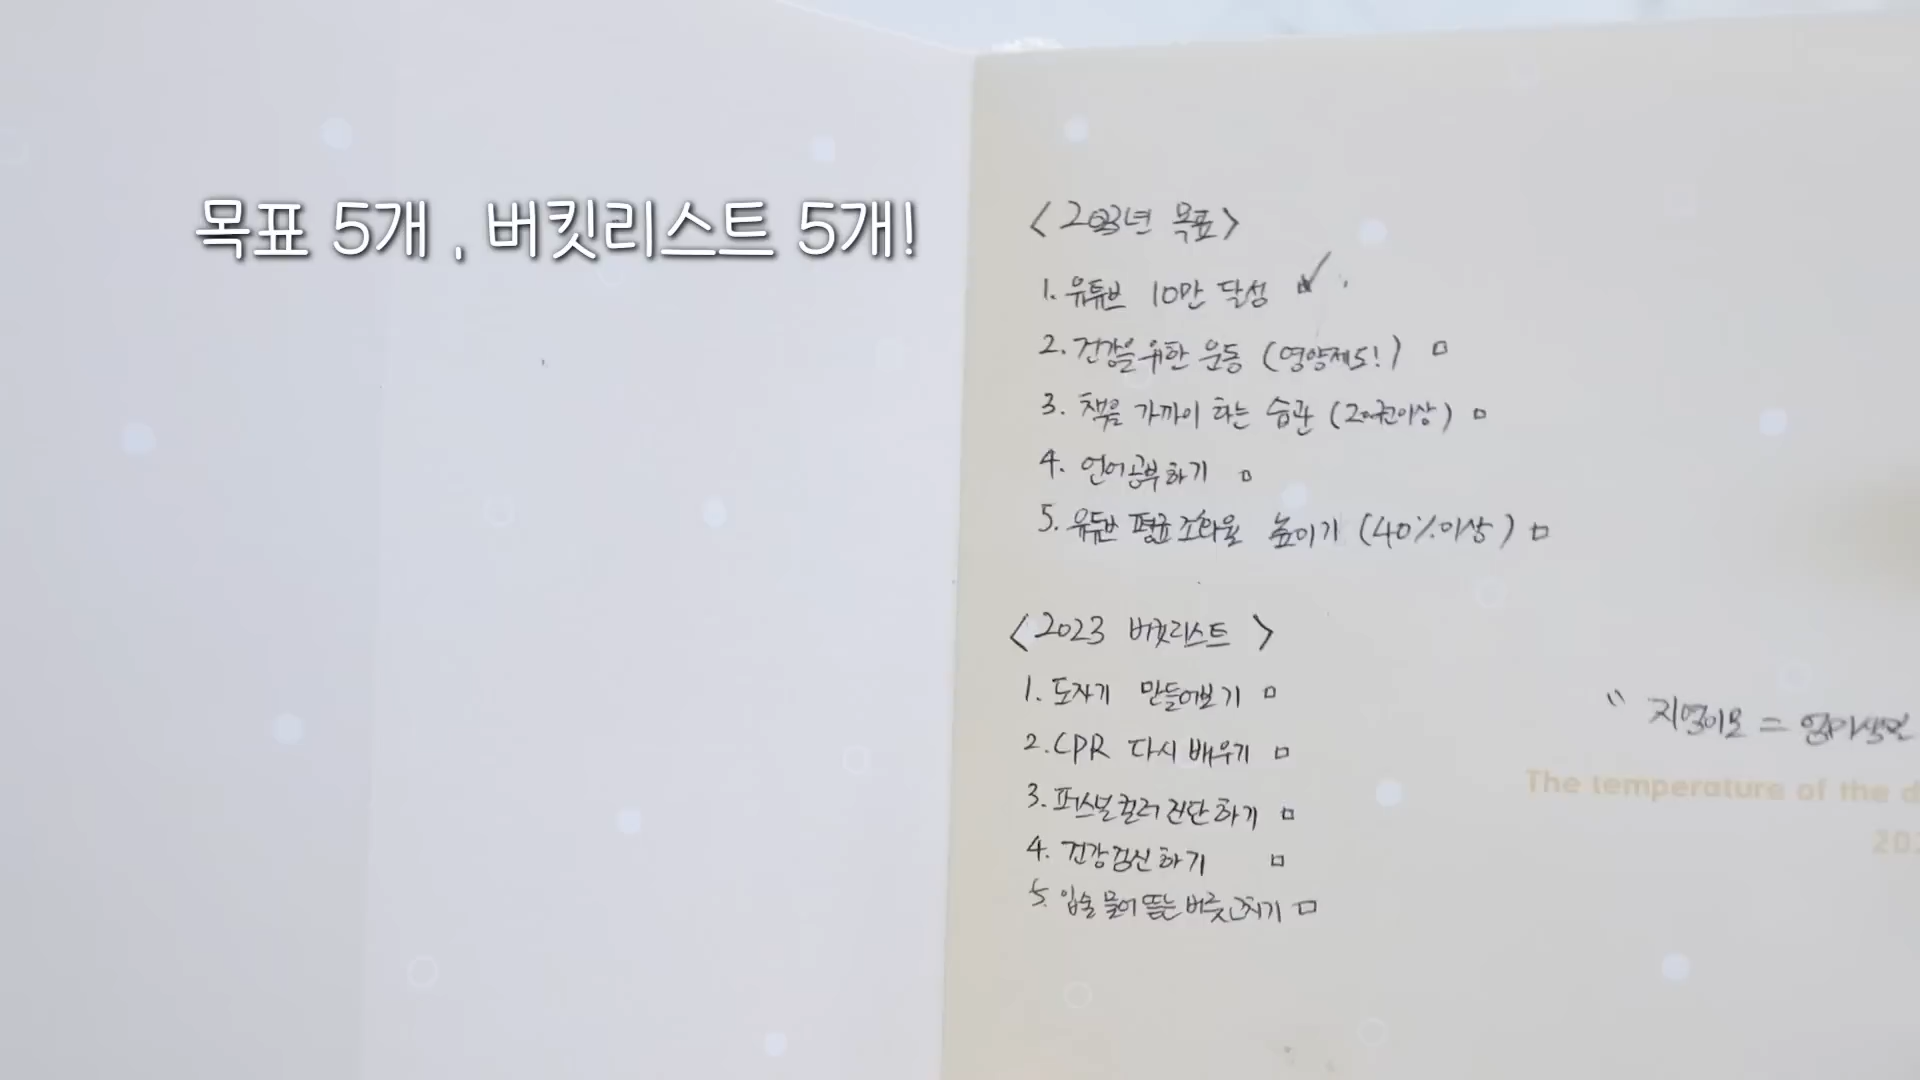 목표 5개 , 버킷리스트 5개!
<2023년 목표>
1. 유튜브 10만 달성 ✓
2. 건강을 위한 운동 (영양제도!) □
3. 책을 가까이 하는 습관 (20권이상) □
4. 언어공부하기 □
5. 유튜브 평균 조회율 높이기 (40%이상) □
<2023 버킷리스트>
1. 도자기 만들어보기 □
2. CPR 다시 배우기 □
3. 퍼스널컬러 진단하기 □
4. 건강검진하기 □
5. 입술 물어 뜯는 버릇 고치기 □
The temperature of the d
202